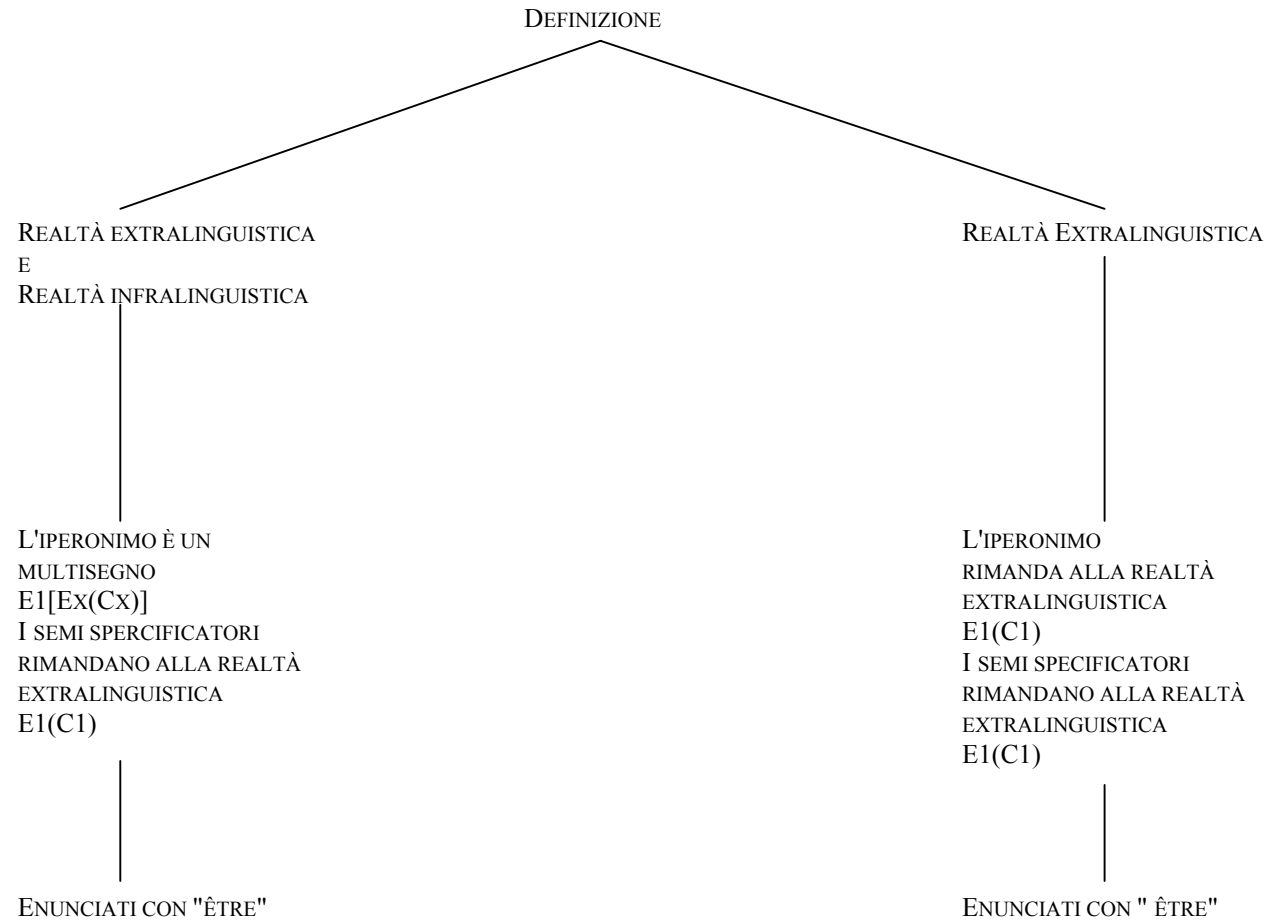 DEFINIZIONE
REALTÀ EXTRALINGUISTICA
E
REALTÀ INFRALINGUISTICA
REALTÀ EXTRALINGUISTICA
L'IPERONIMO È UN
MULTISEGNO
E1[EX(CX)]
I SEMI SPERCIFICATORI
RIMANDANO ALLA REALTÀ
EXTRALINGUISTICA
E1(C1)
L'IPERONIMO
RIMANDA ALLA REALTÀ
EXTRALINGUISTICA
E1(C1)
I SEMI SPECIFICATORI
RIMANDANO ALLA REALTÀ
EXTRALINGUISTICA
E1(C1)
ENUNCIATI CON "ÊTRE"
ENUNCIATI CON " ÊTRE"